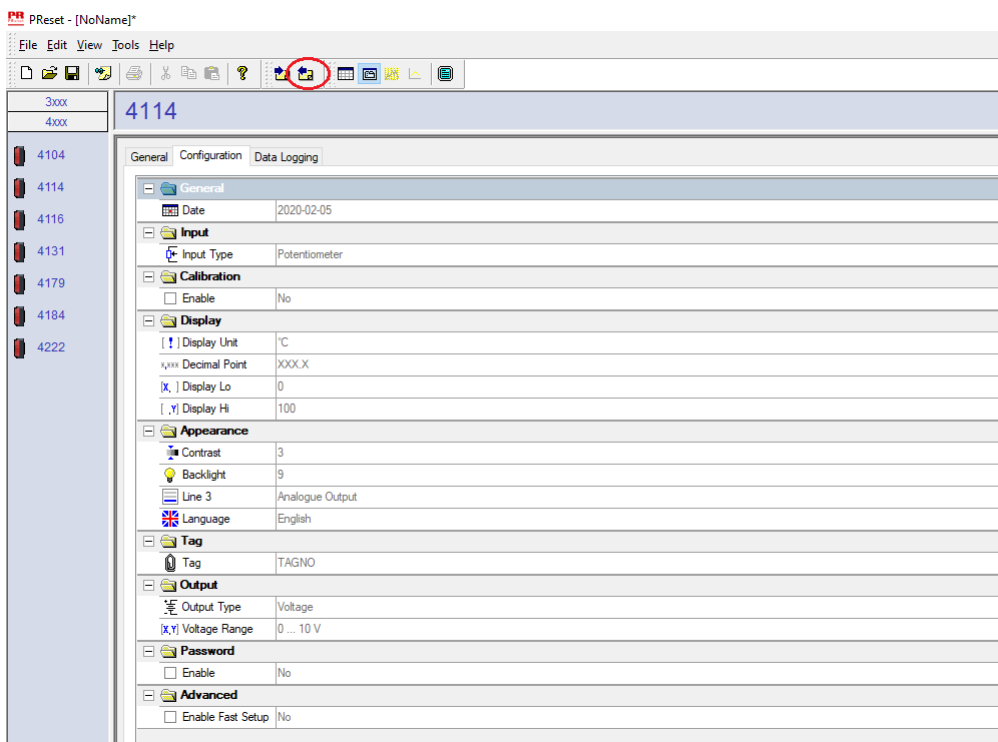 PR PReset - [NoName]*
File Edit View Tools Help
3xxx
4xxx
4104
4114
4116
4131
4179
4184
4222
4114
General Configuration Data Logging
General
Date 2020-02-05
Input
Input Type Potentiometer
Calibration
Enable No
Display
[ ! ] Display Unit °C
x,xxx Decimal Point XXX.X
[X, ] Display Lo 0
[ ,Y] Display Hi 100
Appearance
Contrast 3
Backlight 9
Line 3 Analogue Output
Language English
Tag
Tag TAGNO
Output
Output Type Voltage
[X,Y] Voltage Range 0 ... 10 V
Password
Enable No
Advanced
Enable Fast Setup No